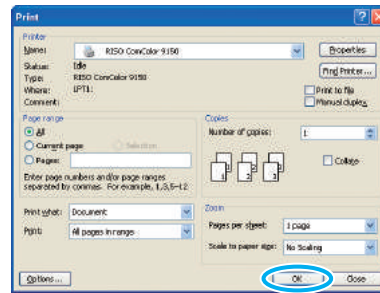 Print
Printer
Name: RISO ComColor 9150 Properties
Status: Idle Find Printer...
Type: RISO ComColor 9150
Where: LPT1: Print to file
Comment: Manual duplex
Page range
All
Current page Selection
Pages:
Enter page numbers and/or page ranges
separated by commas. For example, 1,3,5-12
Copies
Number of copies: 1
Collate
Print what: Document
Print: All pages in range
Zoom
Pages per sheet: 1 page
Scale to paper size: No Scaling
Options... OK Close